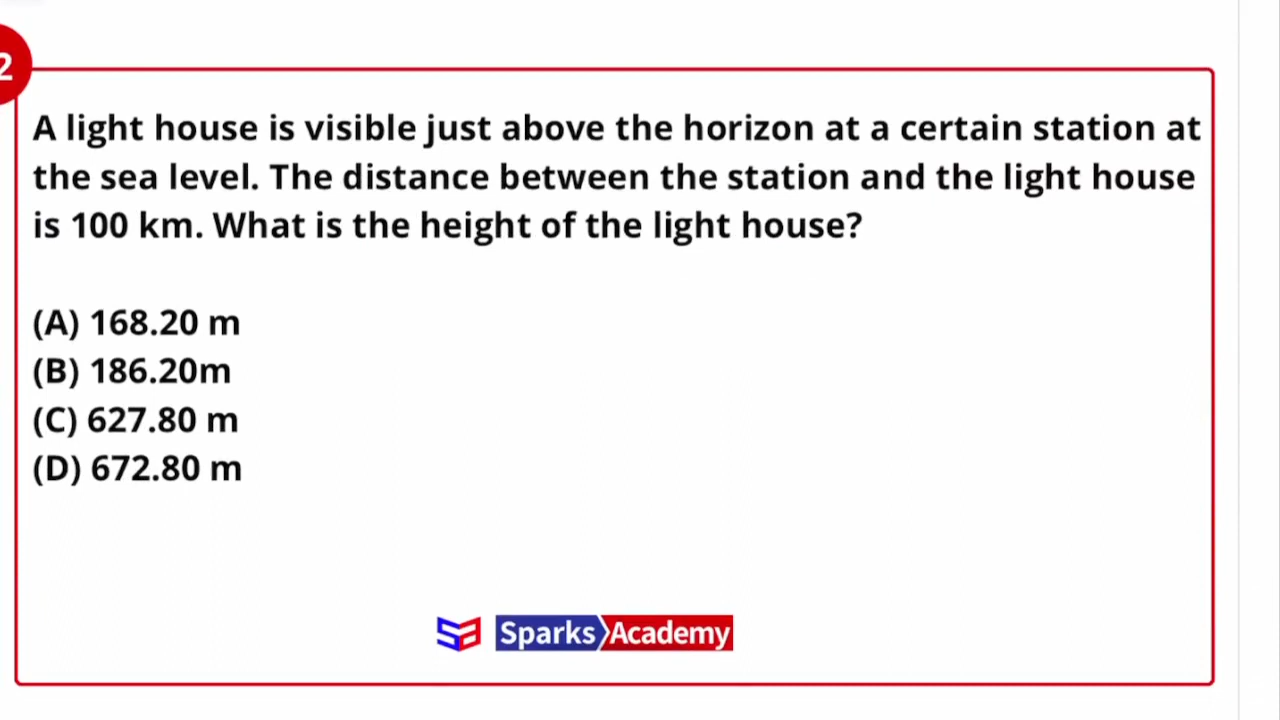 2
A light house is visible just above the horizon at a certain station at
the sea level. The distance between the station and the light house
is 100 km. What is the height of the light house?
(A) 168.20 m
(B) 186.20m
(C) 627.80 m
(D) 672.80 m
Sparks Academy